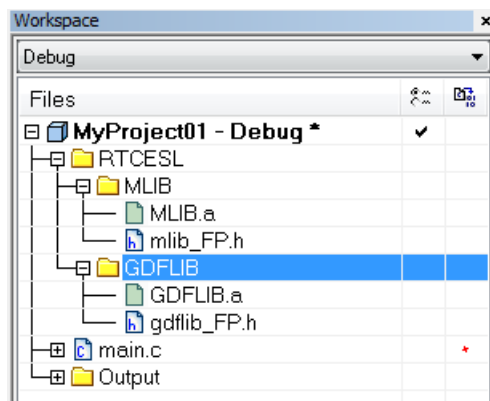 Workspace
Debug
Files
MyProject01 - Debug *
RTCESL
MLIB
MLIB.a
mlib_FP.h
GDFLIB
GDFLIB.a
gdflib_FP.h
main.c
Output